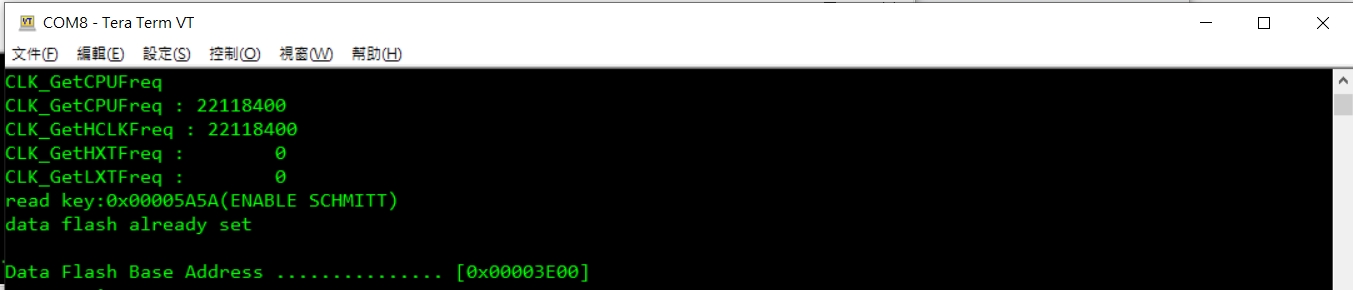 COM8 - Tera Term VT
文件(F) 編輯(E) 設定(S) 控制(O) 視窗(W) 幫助(H)
CLK_GetCPUFreq
CLK_GetCPUFreq : 22118400
CLK_GetHCLKFreq : 22118400
CLK_GetHXTFreq :        0
CLK_GetLXTFreq :        0
read key:0x00005A5A(ENABLE SCHMITT)
data flash already set
Data Flash Base Address ............... [0x00003E00]